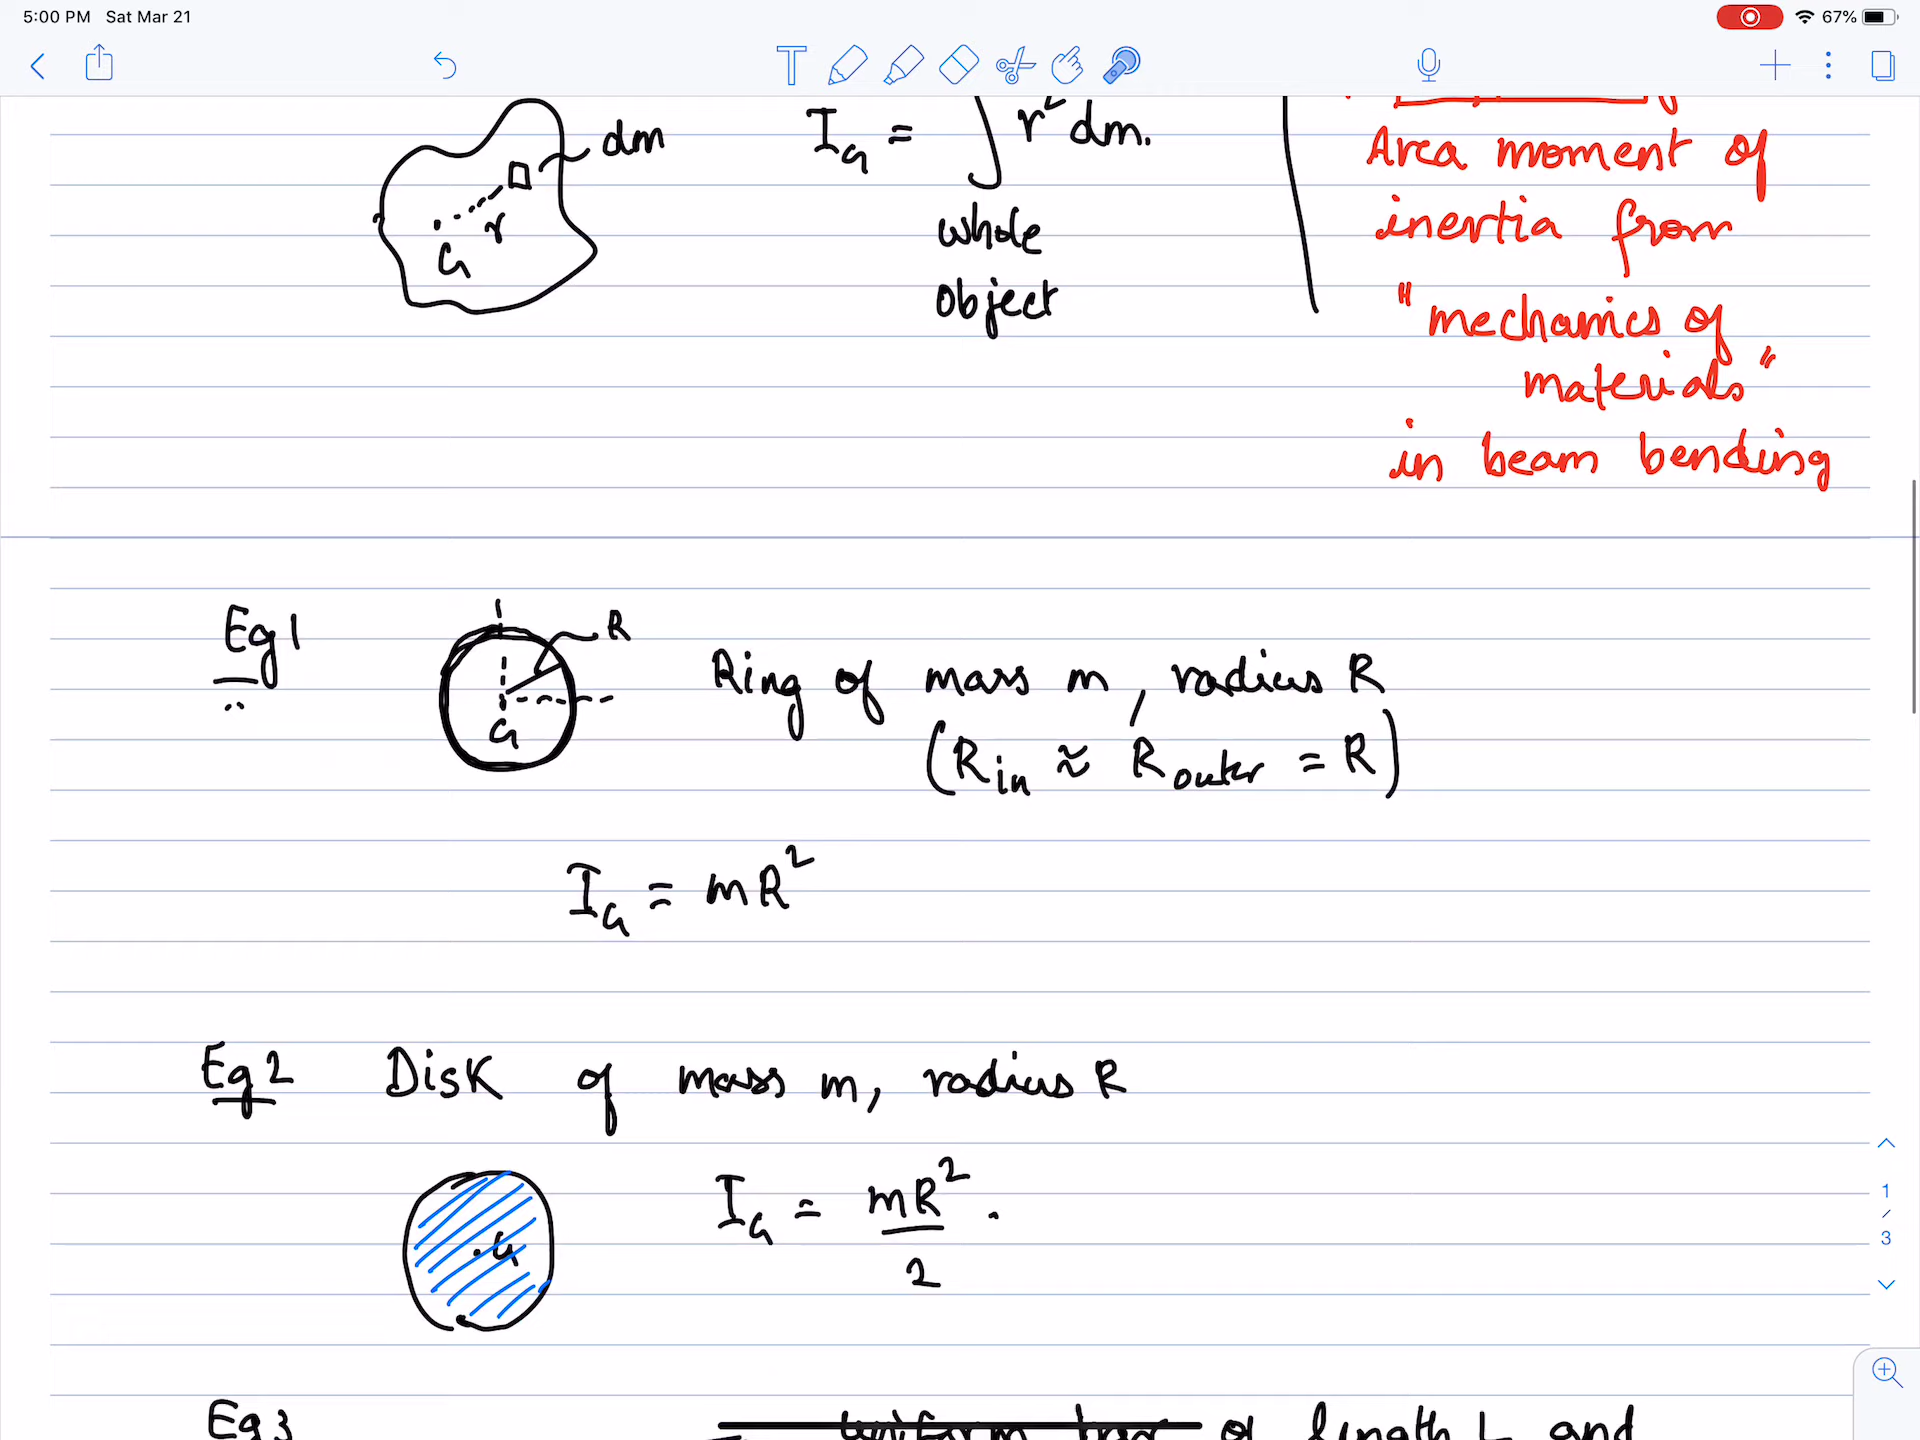 5:00 PM Sat Mar 21
67%
T
dm
r
G
I_G = ∫ r² dm.
whole
object
Area moment of
inertia from
"mechanics of
materials"
in beam bending
Eg 1
R
G
Ring of mass m, radius R
(R_in ≈ R_outer = R)
I_G = mR²
Eg 2 Disk of mass m, radius R
G
I_G = mR²/2.
1
/
3
Eg 3 of length L and